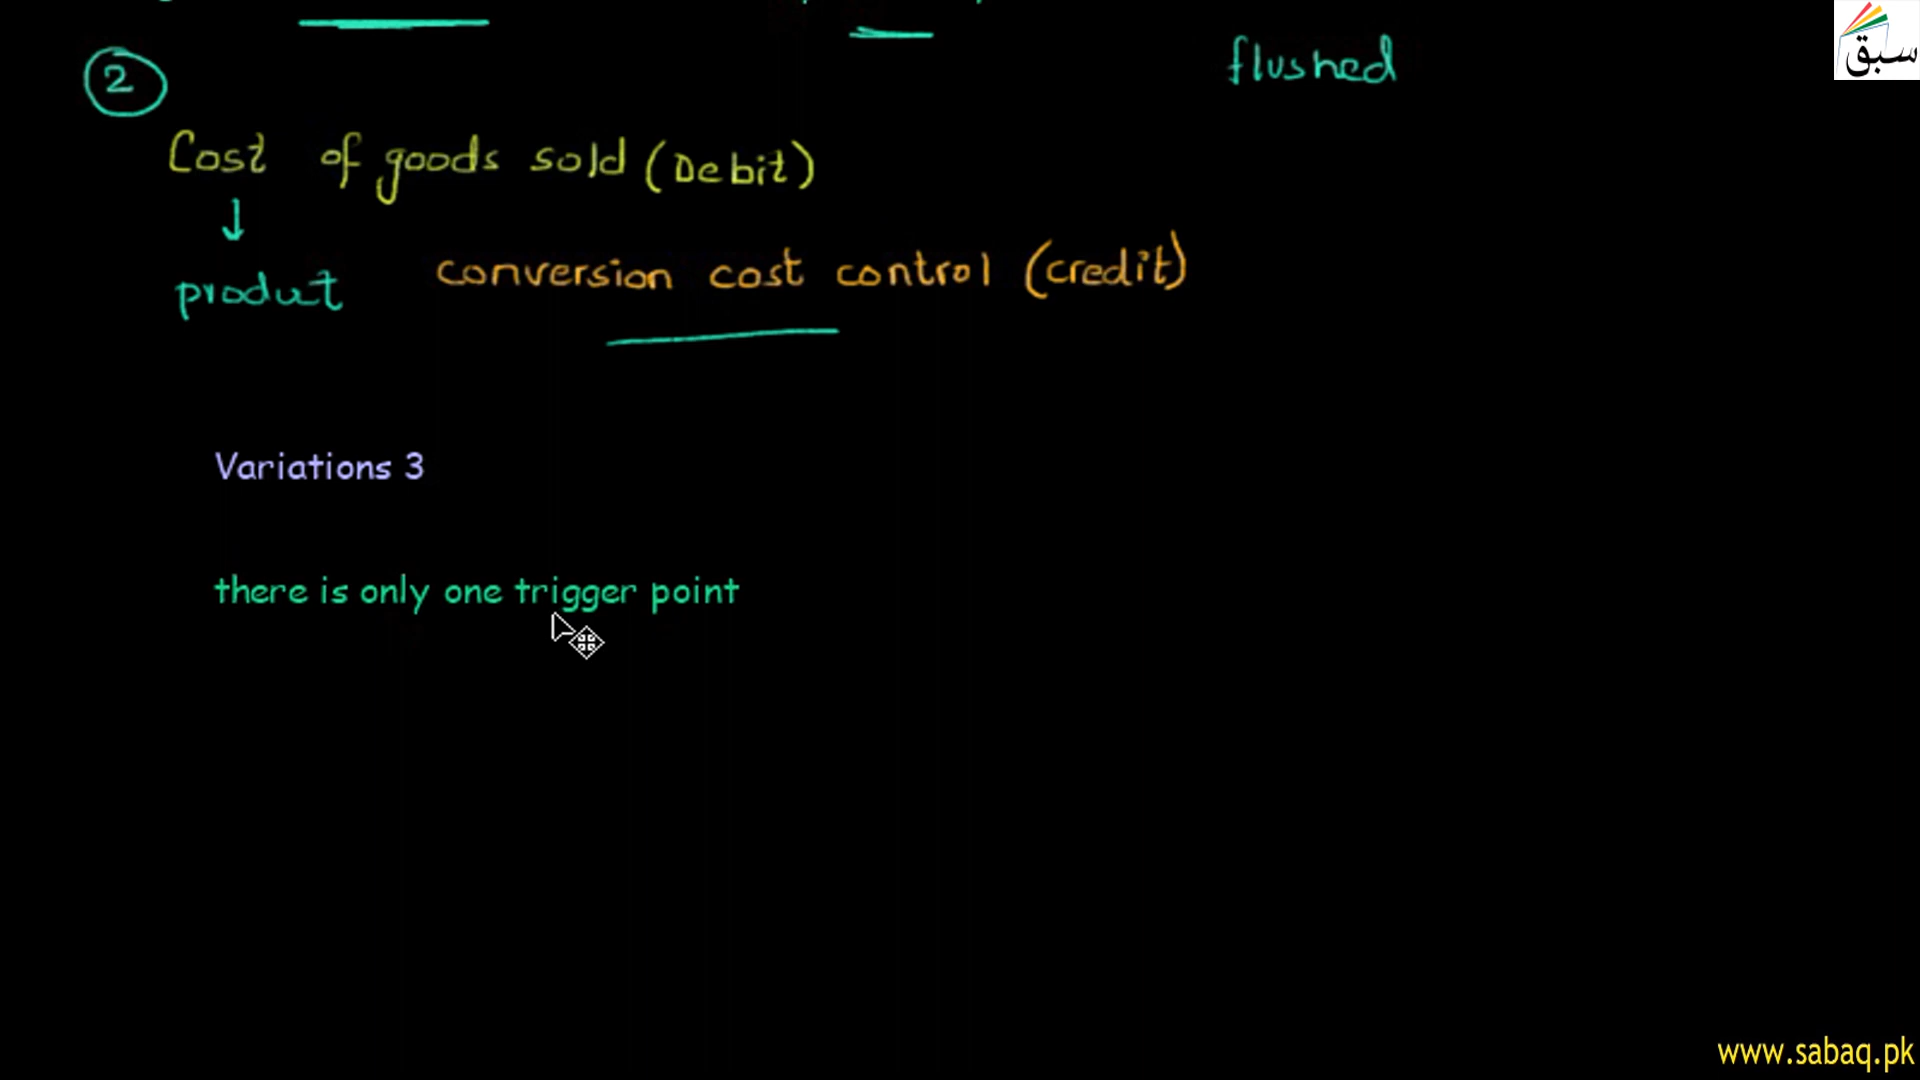 سبق
flushed
2
Cost of goods sold (Debit)
↓
product conversion cost control (credit)
Variations 3
there is only one trigger point
www.sabaq.pk